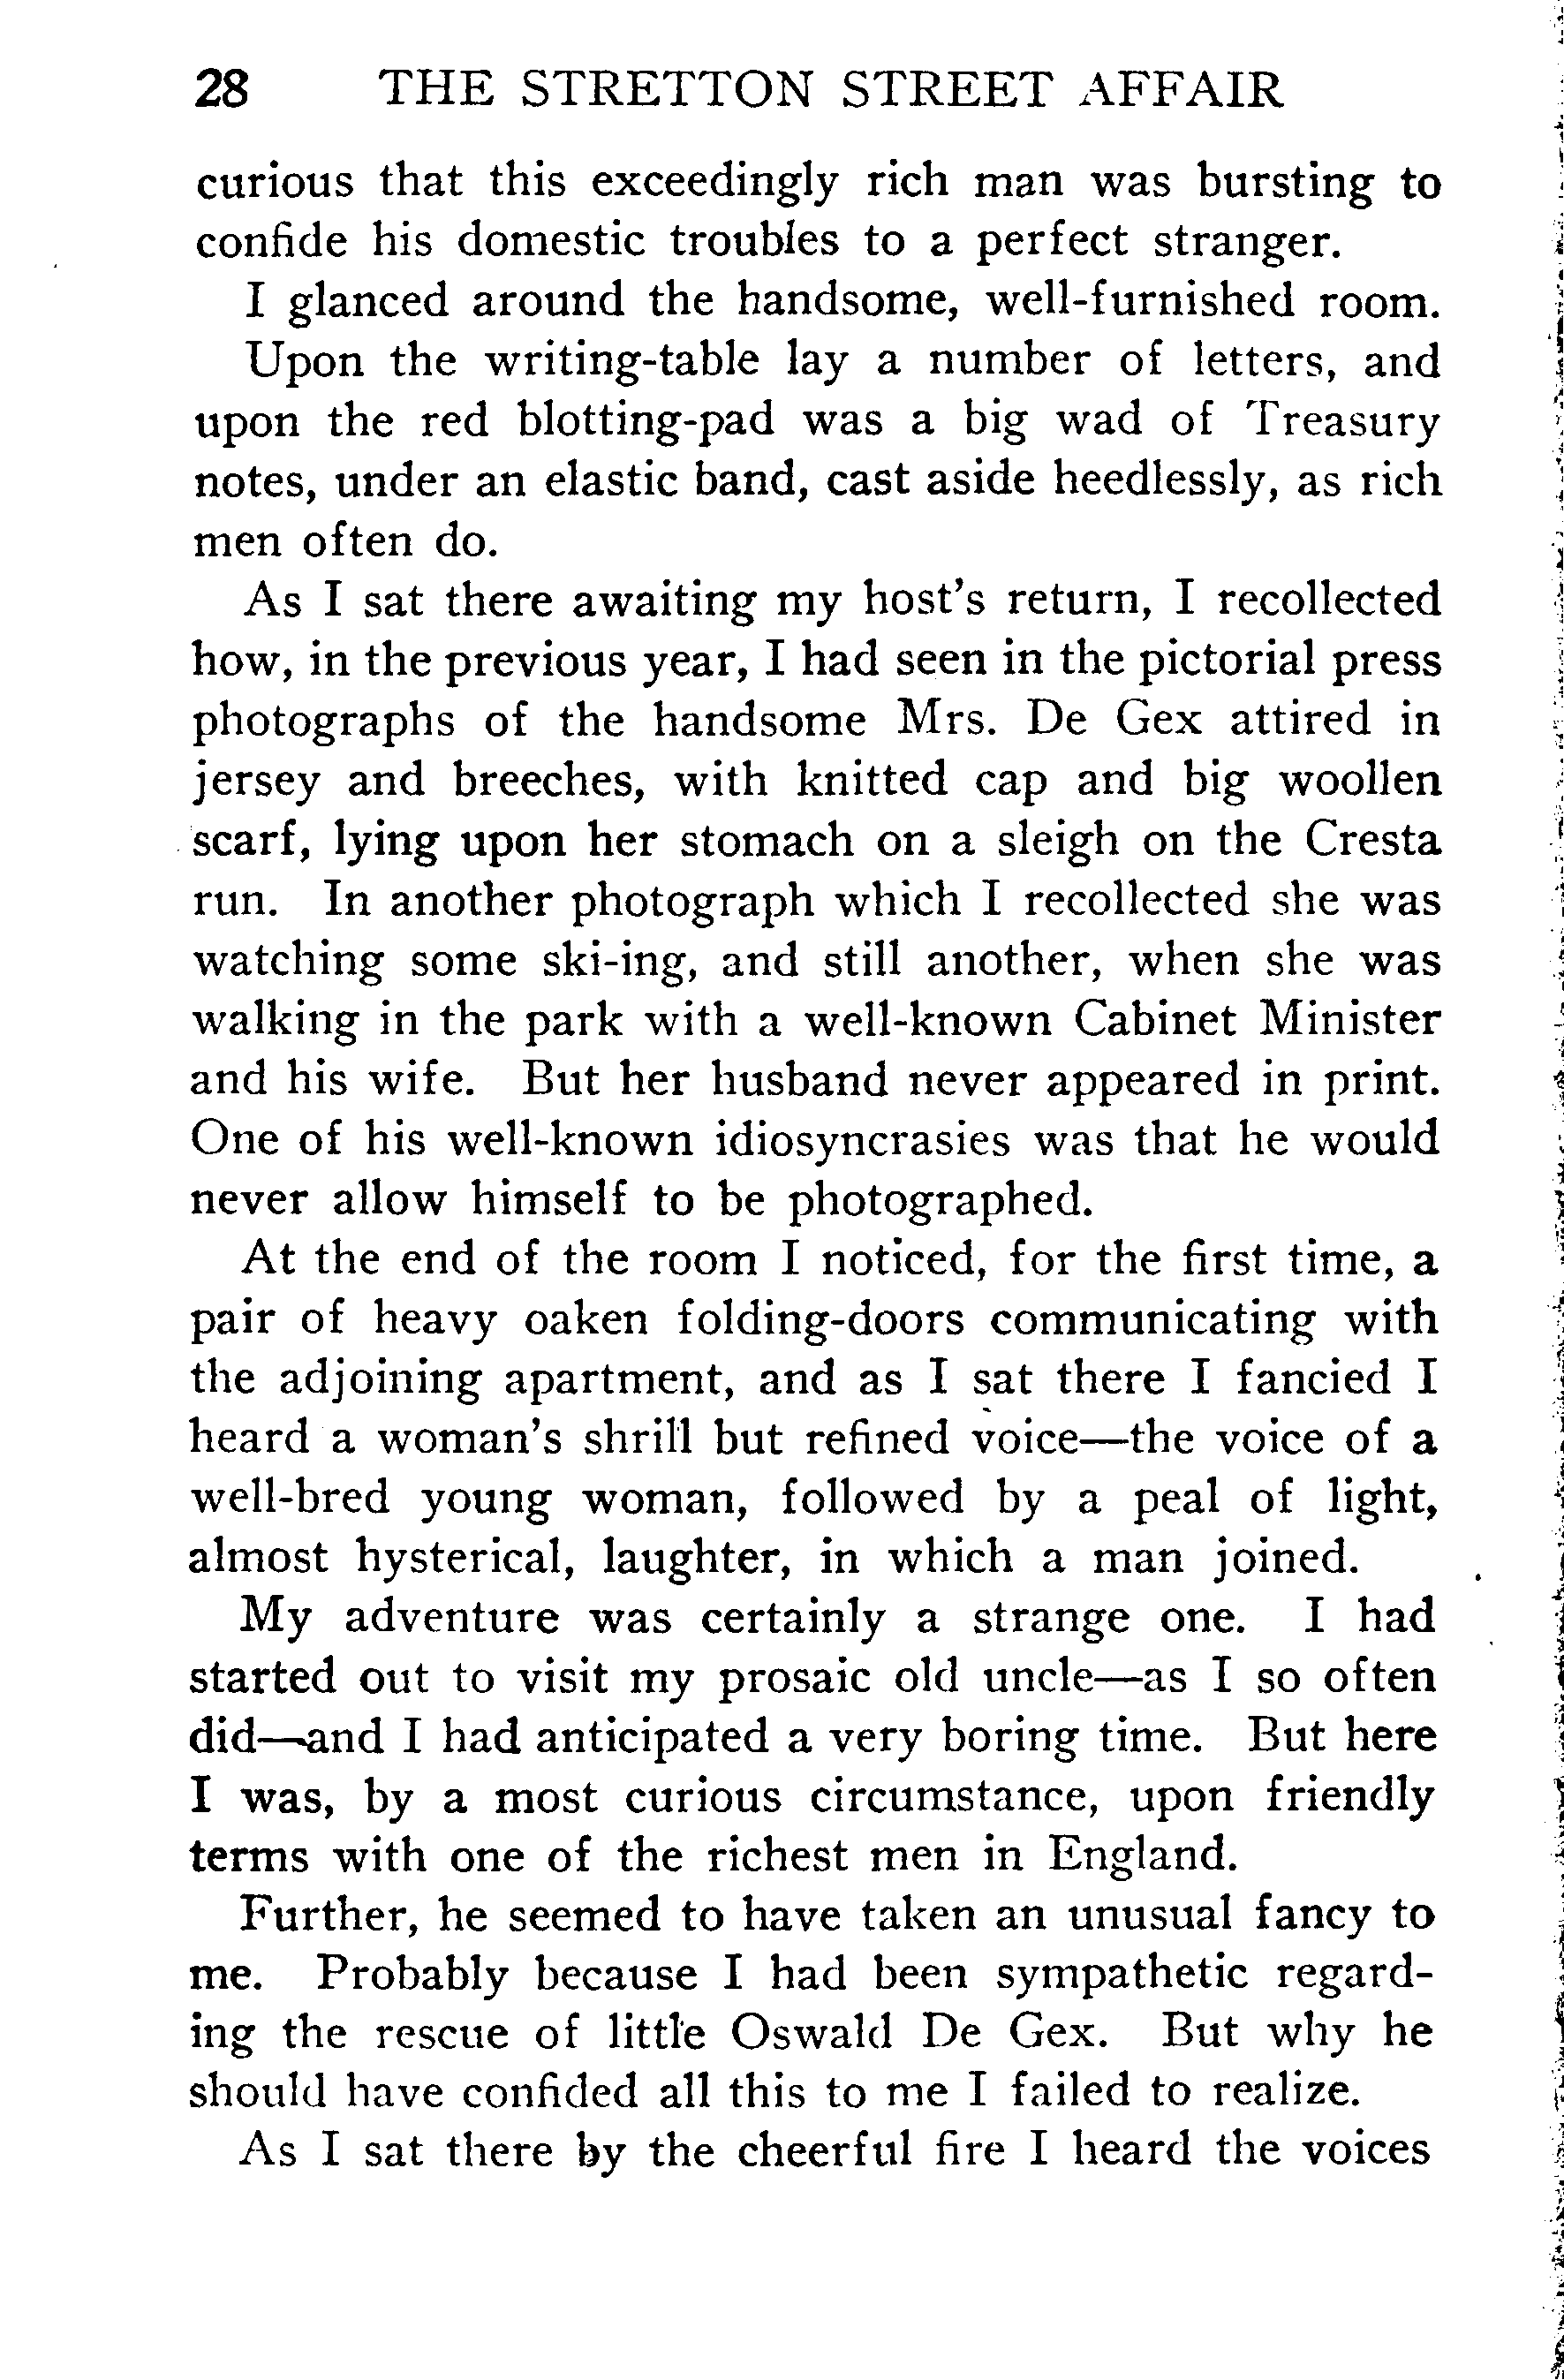 28 THE STRETTON STREET AFFAIR
curious that this exceedingly rich man was bursting to
confide his domestic troubles to a perfect stranger.
I glanced around the handsome, well-furnished room.
Upon the writing-table lay a number of letters, and
upon the red blotting-pad was a big wad of Treasury
notes, under an elastic band, cast aside heedlessly, as rich
men often do.
As I sat there awaiting my host's return, I recollected
how, in the previous year, I had seen in the pictorial press
photographs of the handsome Mrs. De Gex attired in
jersey and breeches, with knitted cap and big woollen
scarf, lying upon her stomach on a sleigh on the Cresta
run. In another photograph which I recollected she was
watching some ski-ing, and still another, when she was
walking in the park with a well-known Cabinet Minister
and his wife. But her husband never appeared in print.
One of his well-known idiosyncrasies was that he would
never allow himself to be photographed.
At the end of the room I noticed, for the first time, a
pair of heavy oaken folding-doors communicating with
the adjoining apartment, and as I sat there I fancied I
heard a woman's shrill but refined voice—the voice of a
well-bred young woman, followed by a peal of light,
almost hysterical, laughter, in which a man joined.
My adventure was certainly a strange one. I had
started out to visit my prosaic old uncle—as I so often
did—and I had anticipated a very boring time. But here
I was, by a most curious circumstance, upon friendly
terms with one of the richest men in England.
Further, he seemed to have taken an unusual fancy to
me. Probably because I had been sympathetic regard-
ing the rescue of little Oswald De Gex. But why he
should have confided all this to me I failed to realize.
As I sat there by the cheerful fire I heard the voices